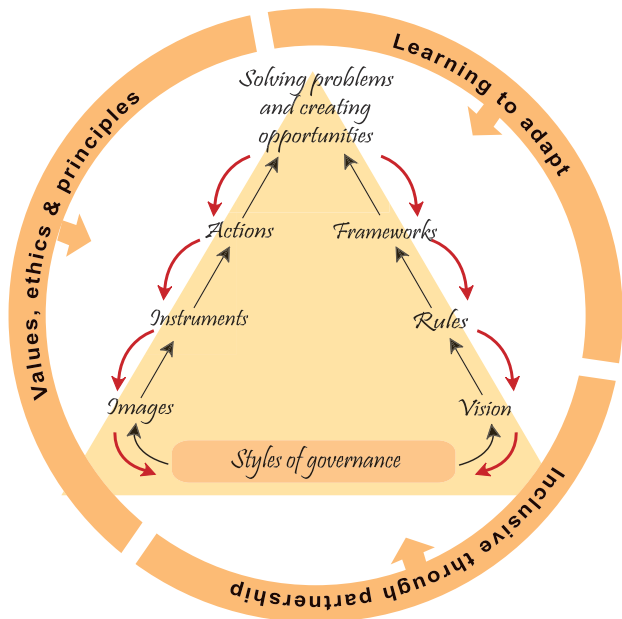 Learning to adapt
Values, ethics & principles
Solving problems
and creating
opportunities
Actions
Frameworks
Instruments
Rules
Images
Vision
Styles of governance
Inclusive through partnership